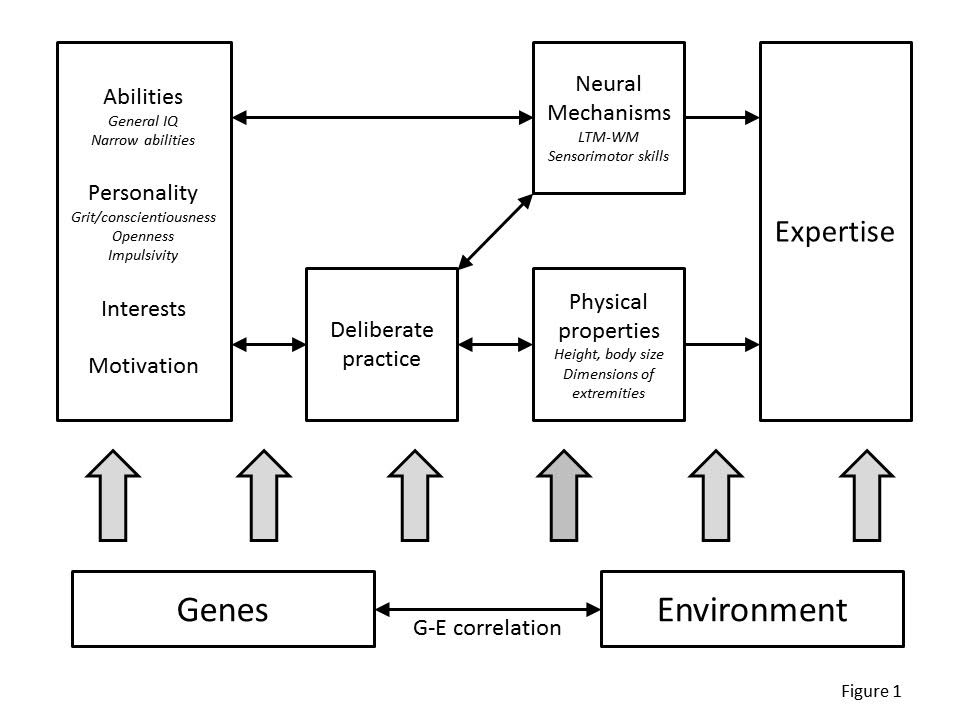 Abilities
General IQ
Narrow abilities
Personality
Grit/conscientiousness
Openness
Impulsivity
Interests
Motivation
Deliberate
practice
Neural
Mechanisms
LTM-WM
Sensorimotor skills
Physical
properties
Height, body size
Dimensions of
extremities
Expertise
Genes
G-E correlation
Environment
Figure 1